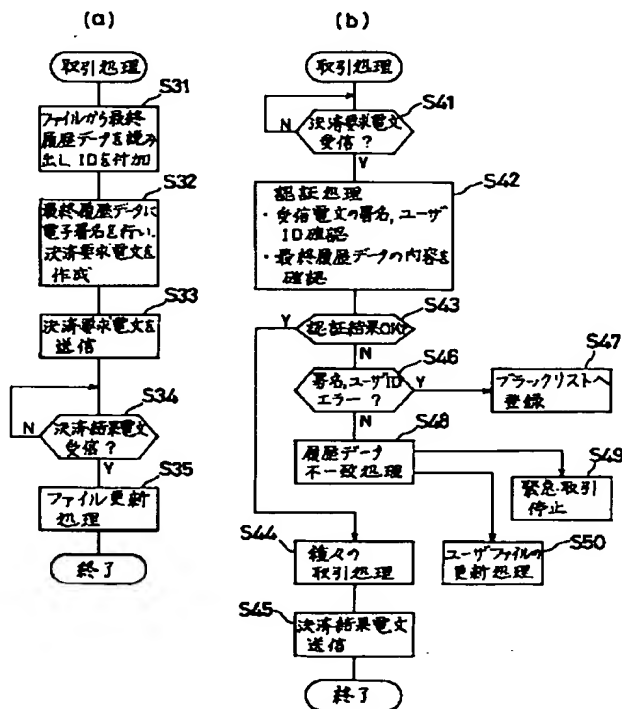 (a)
取引処理
S31
ファイルから最終
履歴データを読み
出し IDを付加
S32
最終履歴データに
電子署名を行い.
決済要求電文を
作成
S33
決済要求電文を
送信
S34
N
決済結果電文
受信?
Y
S35
ファイル更新
処理
終了
(b)
取引処理
S41
N
決済要求電文
受信?
Y
S42
認証処理
・受信電文の署名,ユーザ
ID確認
・最終履歴データの内容を
確認
S43
Y
認証結果OK?
N
S46
署名,ユーザID
エラー?
Y
S47
ブラックリストへ
登録
N
S48
履歴データ
不一致処理
S49
緊急・取引
停止
S44
種々の
取引処理
S50
ユーザファイルの
更新処理
S45
決済結果電文
送信
終了